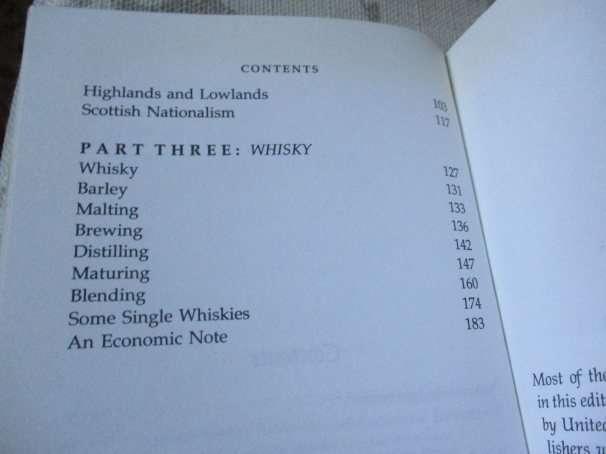 CONTENTS
Highlands and Lowlands 103
Scottish Nationalism 117
PART THREE: WHISKY
Whisky 127
Barley 131
Malting 133
Brewing 136
Distilling 142
Maturing 147
Blending 160
Some Single Whiskies 174
An Economic Note 183
Most of the
in this edit
by United
lishers